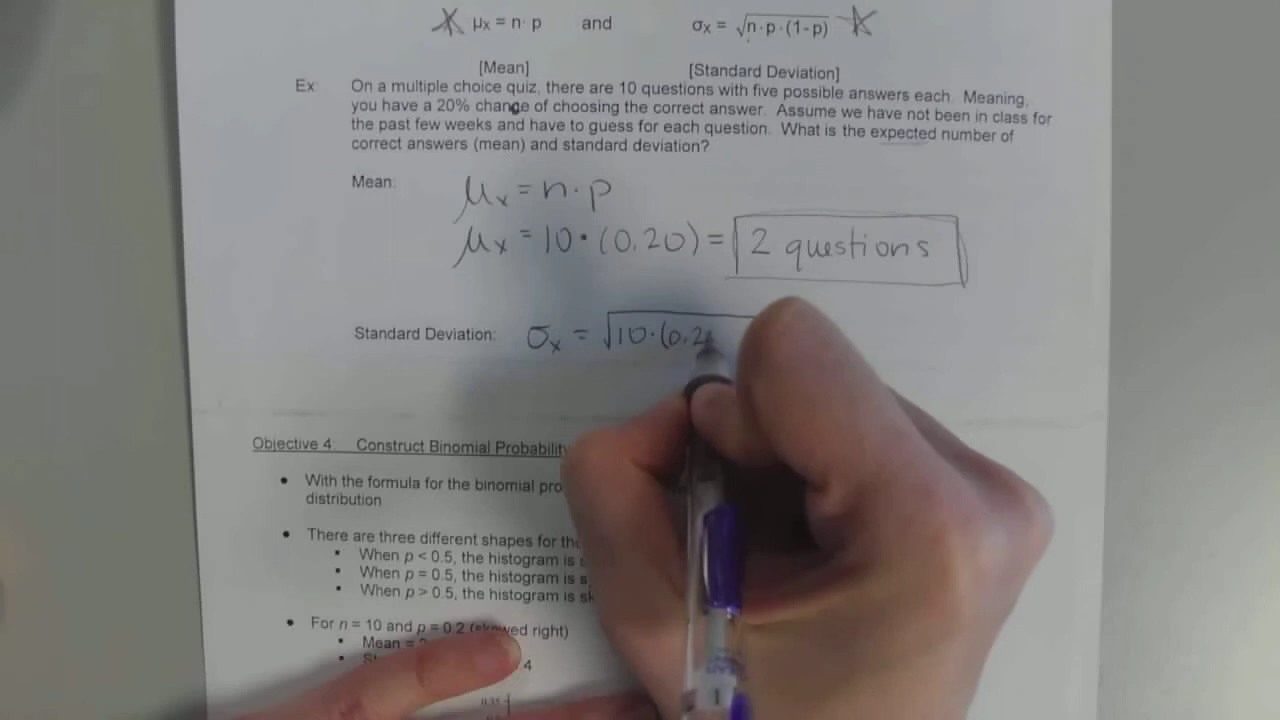 μx = n· p and σx = √n·p·(1-p)
[Mean] [Standard Deviation]
Ex: On a multiple choice quiz, there are 10 questions with five possible answers each. Meaning,
you have a 20% chance of choosing the correct answer. Assume we have not been in class for
the past few weeks and have to guess for each question. What is the expected number of
correct answers (mean) and standard deviation?
Mean: μx = n·p
μx = 10·(0.20) = 2 questions
Standard Deviation: σx = √10·(0.2
Objective 4: Construct Binomial Probability
With the formula for the binomial
distribution
There are three different shapes for
When p < 0.5, the histogram is
When p = 0.5, the histogram is
When p > 0.5, the histogram is
For n = 10 and p = 0.2 (skewed right)
Mean =
4